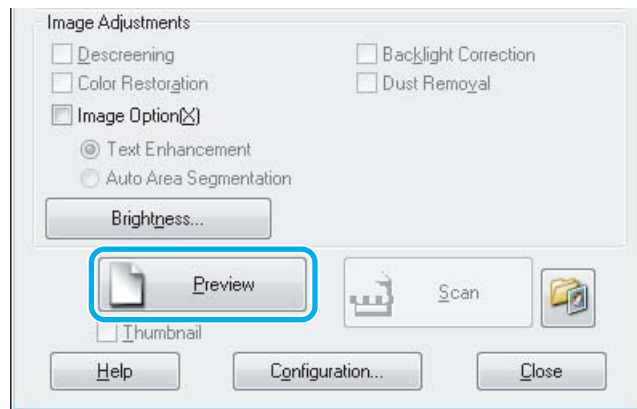 Image Adjustments
Descreening
Backlight Correction
Color Restoration
Dust Removal
Image Option(X)
Text Enhancement
Auto Area Segmentation
Brightness...
Preview
Scan
Thumbnail
Help
Configuration...
Close